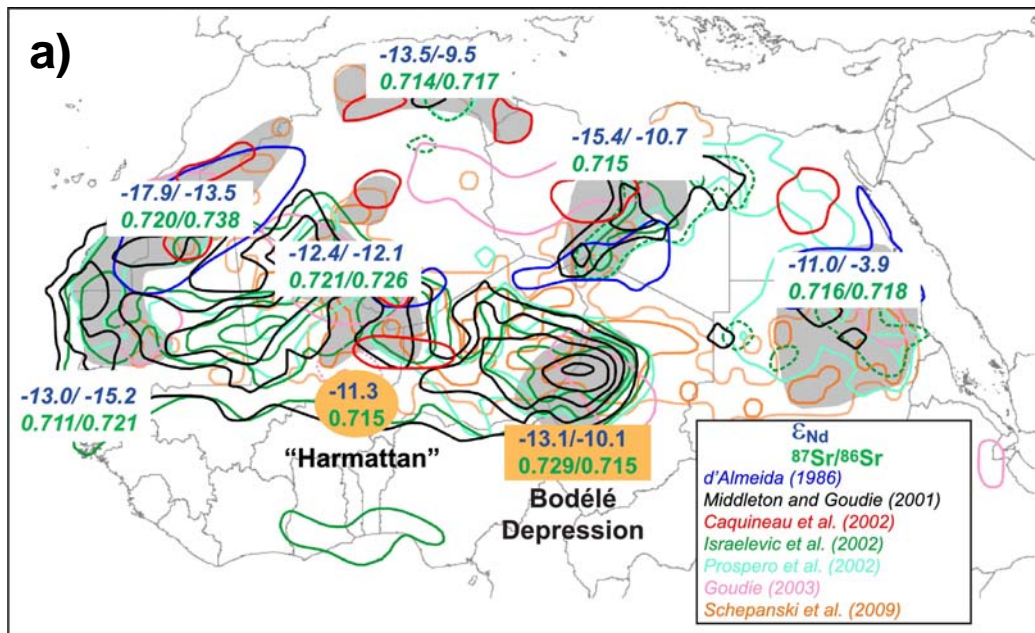 a)
-13.5/-9.5
0.714/0.717
-15.4/ -10.7
0.715
-17.9/ -13.5
0.720/0.738
-12.4/ -12.1
0.721/0.726
-11.0/ -3.9
0.716/0.718
-13.0/ -15.2
0.711/0.721
-11.3
0.715
“Harmattan”
-13.1/-10.1
0.729/0.715
Bodélé
Depression
εNd
87Sr/86Sr
d’Almeida (1986)
Middleton and Goudie (2001)
Caquineau et al. (2002)
Israelevic et al. (2002)
Prospero et al. (2002)
Goudie (2003)
Schepanski et al. (2009)